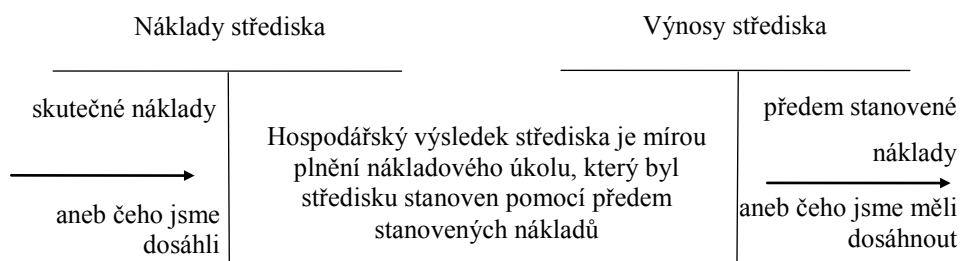 Náklady střediska
Výnosy střediska
skutečné náklady
aneb čeho jsme
dosáhli
Hospodářský výsledek střediska je mírou
plnění nákladového úkolu, který byl
středisku stanoven pomocí předem
stanovených nákladů
předem stanovené
náklady
aneb čeho jsme měli
dosáhnout